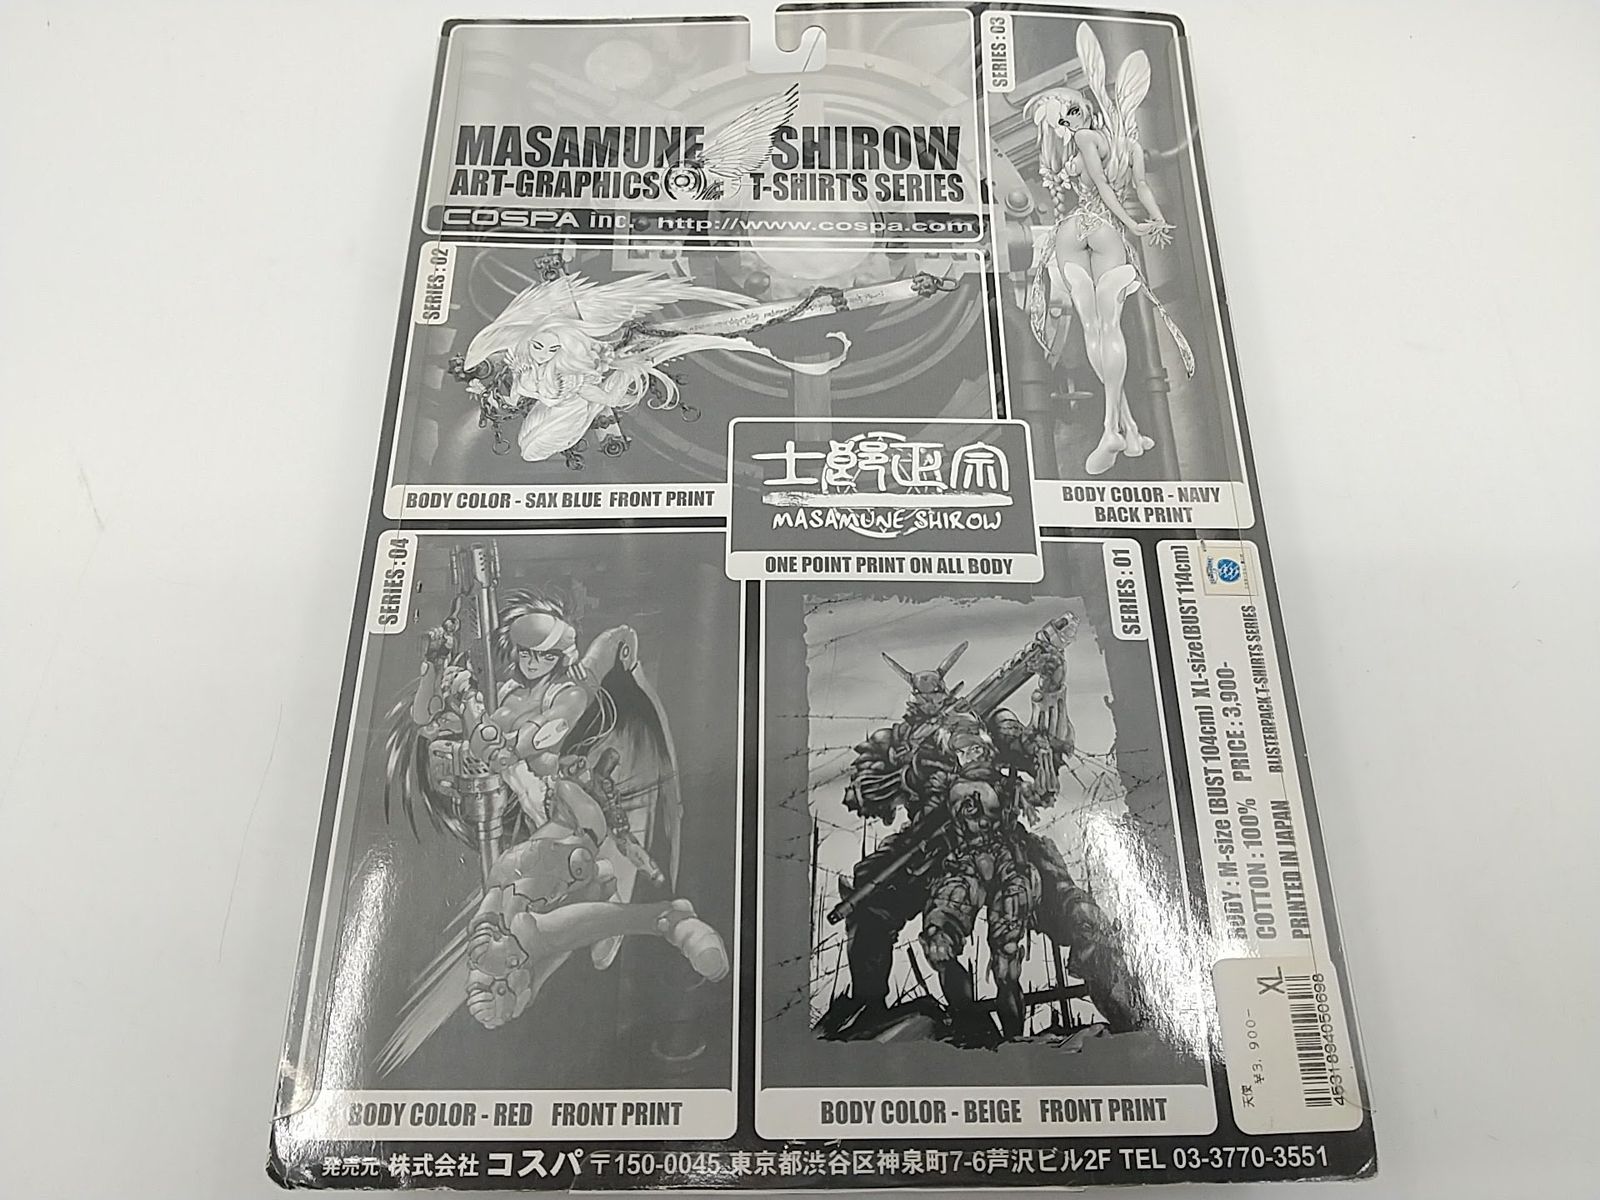 MASAMUNE SHIROW
ART-GRAPHICS T-SHIRTS SERIES
COSPA inc. http://www.cospa.com
SERIES:03
SERIES:02
BODY COLOR - SAX BLUE FRONT PRINT
士郎正宗
MASAMUNE SHIROW
ONE POINT PRINT ON ALL BODY
BODY COLOR - NAVY
BACK PRINT
SERIES:04
BODY COLOR - RED FRONT PRINT
SERIES:01
BODY COLOR - BEIGE FRONT PRINT
BODY : M-size (BUST 104cm) XL-size (BUST 114cm)
COTTON : 100% PRICE : 3,900-
PRINTED IN JAPAN BLISTERPACK T-SHIRTS SERIES
天使
¥3,900-
XL
4531894050698
発売元 株式会社 コスパ 〒150-0045 東京都渋谷区神泉町7-6芦沢ビル2F TEL 03-3770-3551